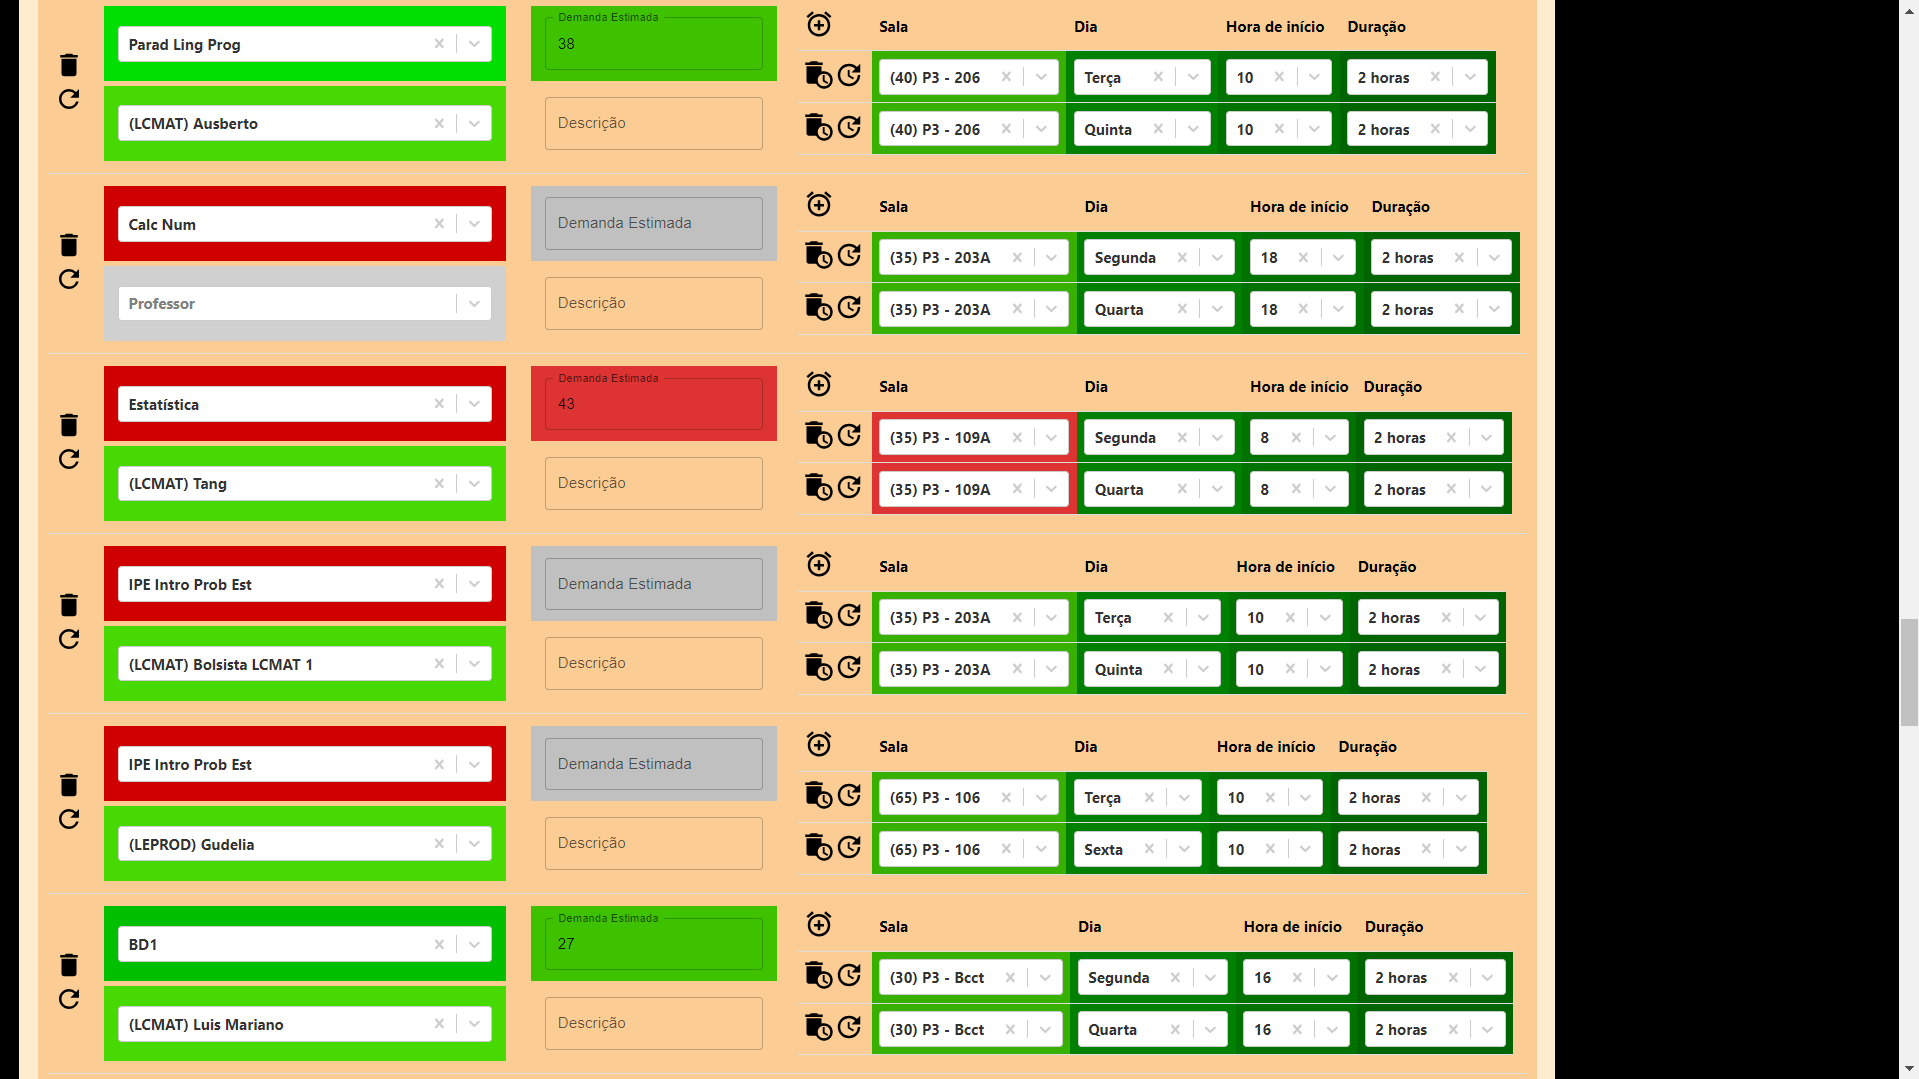 Parad Ling Prog
Demanda Estimada
38
Sala Dia Hora de início Duração
(40) P3 - 206 Terça 10 2 horas
(LCMAT) Ausberto
Descrição
(40) P3 - 206 Quinta 10 2 horas
Calc Num
Demanda Estimada
Sala Dia Hora de início Duração
(35) P3 - 203A Segunda 18 2 horas
Professor
Descrição
(35) P3 - 203A Quarta 18 2 horas
Estatística
Demanda Estimada
43
Sala Dia Hora de início Duração
(35) P3 - 109A Segunda 8 2 horas
(LCMAT) Tang
Descrição
(35) P3 - 109A Quarta 8 2 horas
IPE Intro Prob Est
Demanda Estimada
Sala Dia Hora de início Duração
(35) P3 - 203A Terça 10 2 horas
(LCMAT) Bolsista LCMAT 1
Descrição
(35) P3 - 203A Quinta 10 2 horas
IPE Intro Prob Est
Demanda Estimada
Sala Dia Hora de início Duração
(65) P3 - 106 Terça 10 2 horas
(LEPROD) Gudelia
Descrição
(65) P3 - 106 Sexta 10 2 horas
BD1
Demanda Estimada
27
Sala Dia Hora de início Duração
(30) P3 - Bcct Segunda 16 2 horas
(LCMAT) Luis Mariano
Descrição
(30) P3 - Bcct Quarta 16 2 horas